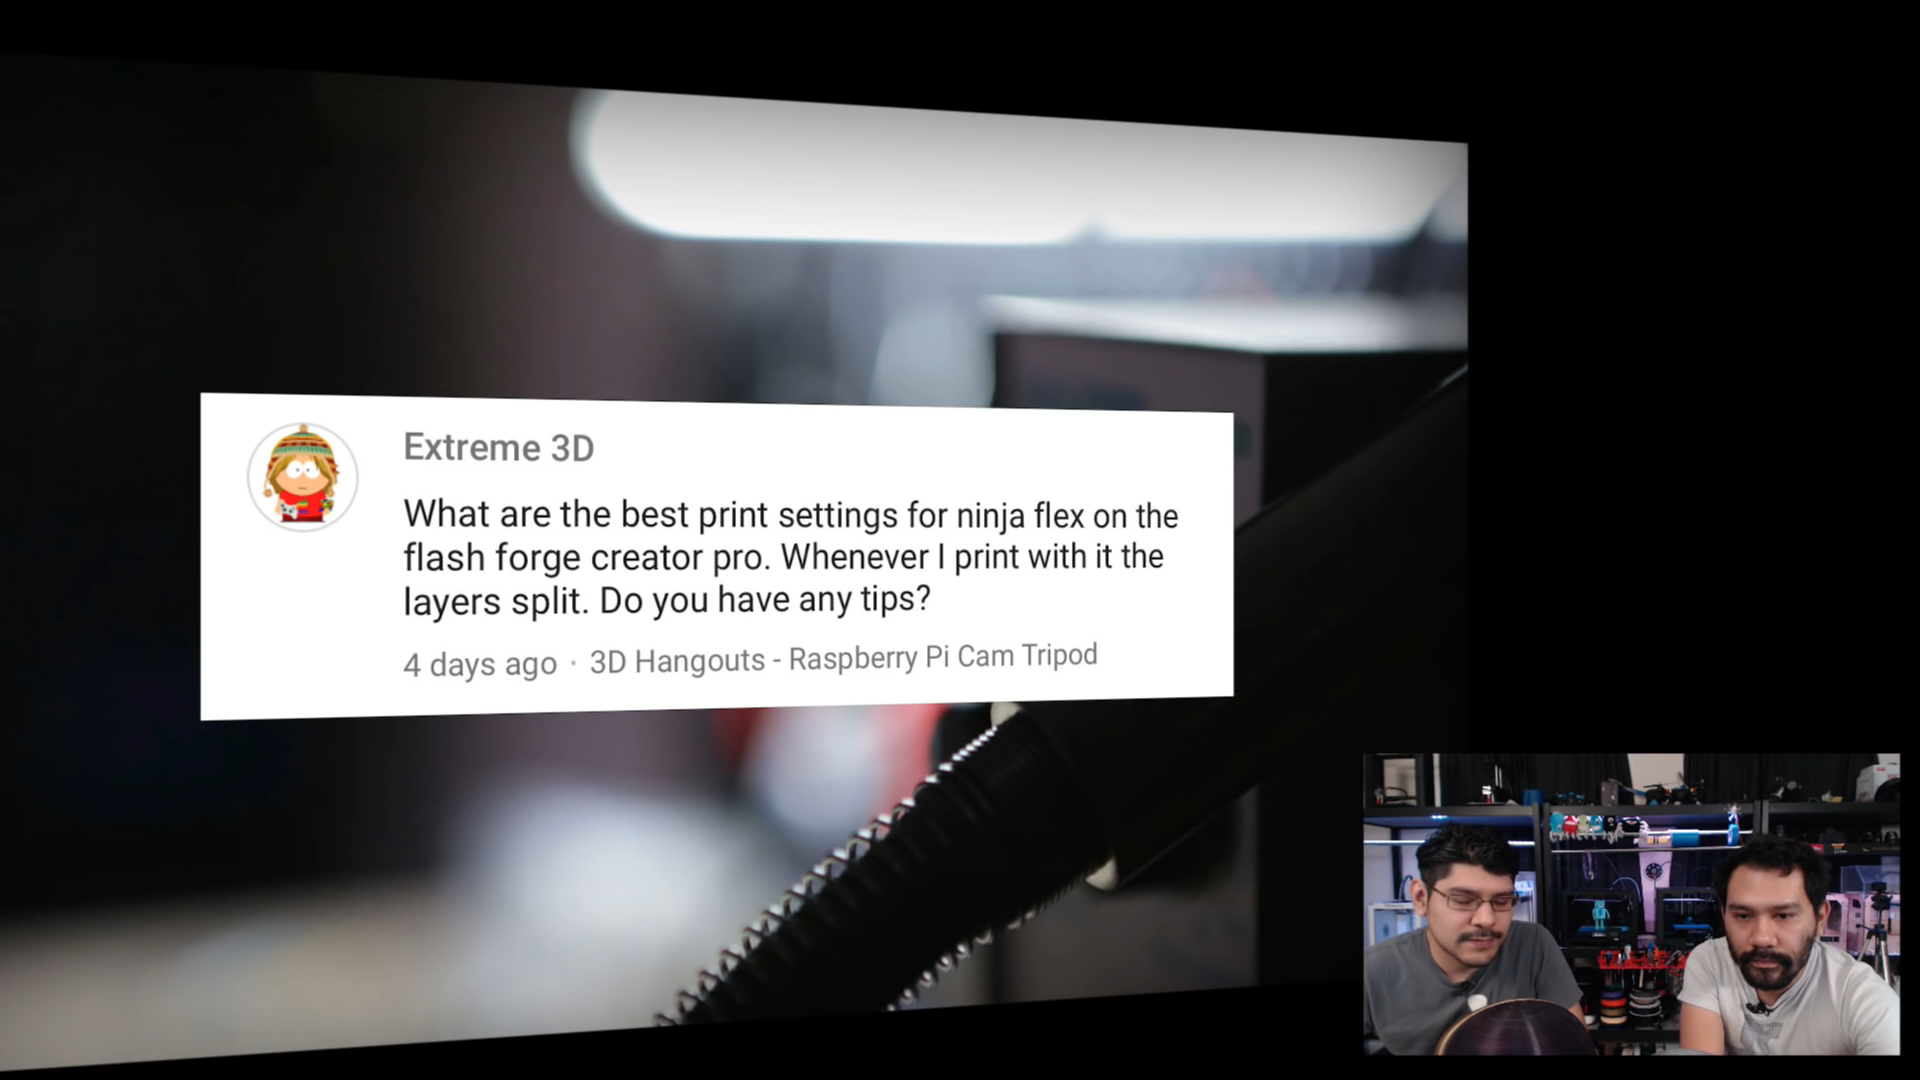 Extreme 3D
What are the best print settings for ninja flex on the
flash forge creator pro. Whenever I print with it the
layers split. Do you have any tips?
4 days ago · 3D Hangouts - Raspberry Pi Cam Tripod